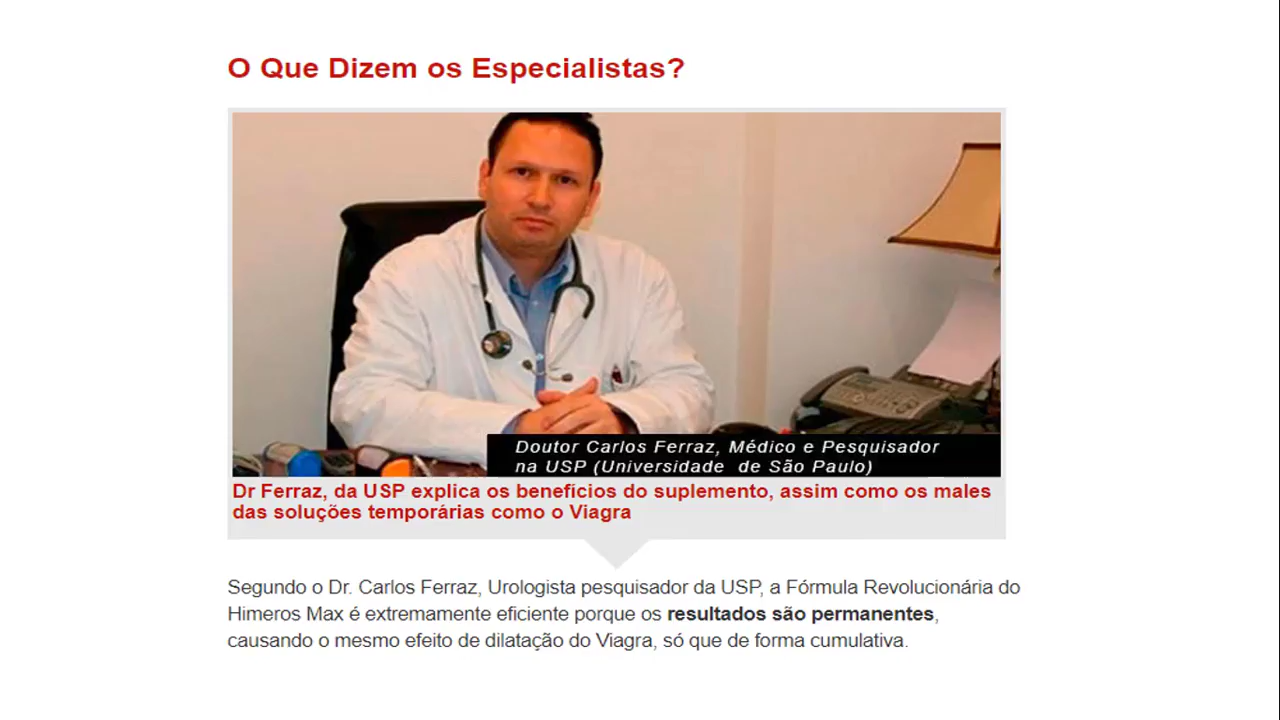 O Que Dizem os Especialistas?
Doutor Carlos Ferraz, Médico e Pesquisador
na USP (Universidade de São Paulo)
Dr Ferraz, da USP explica os benefícios do suplemento, assim como os males
das soluções temporárias como o Viagra
Segundo o Dr. Carlos Ferraz, Urologista pesquisador da USP, a Fórmula Revolucionária do
Himeros Max é extremamente eficiente porque os resultados são permanentes,
causando o mesmo efeito de dilatação do Viagra, só que de forma cumulativa.